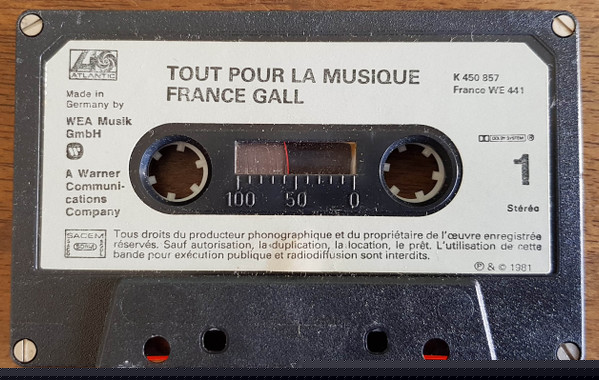 ATLANTIC
TOUT POUR LA MUSIQUE
FRANCE GALL
K 450 857
France WE 441
Made in
Germany by
WEA Musik
GmbH
A Warner
Communi-
cations
Company
DOLBY SYSTEM
1
Stéréo
100 50 0
SACEM
Tous droits du producteur phonographique et du propriétaire de l'œuvre enregistrée
réservés. Sauf autorisation, la duplication, la location, le prêt. L'utilisation de cette
bande pour exécution publique et radiodiffusion sont interdits.
℗ & © 1981